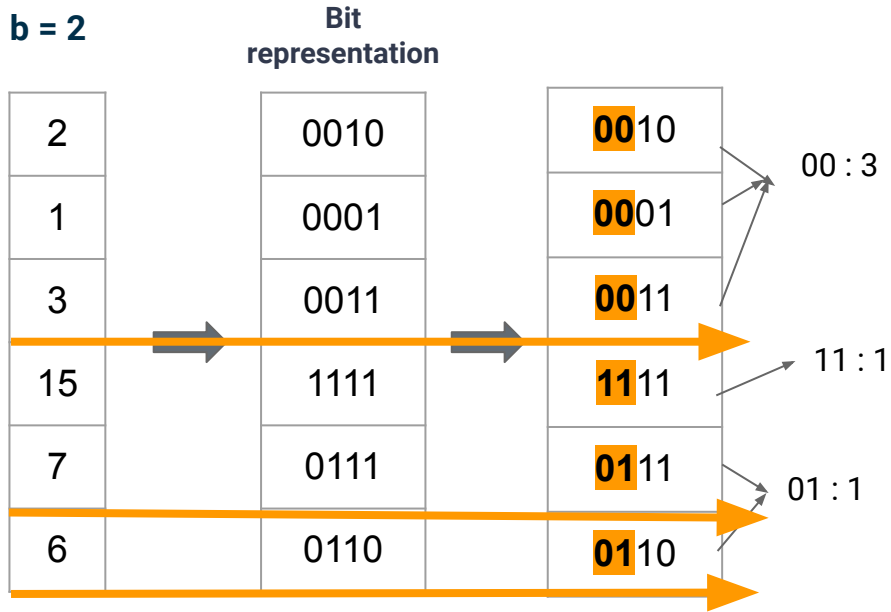 b = 2
Bit
representation
2 0010 0010 00 : 3
1 0001 0001
3 0011 0011
15 1111 1111 11 : 1
7 0111 0111 01 : 1
6 0110 0110